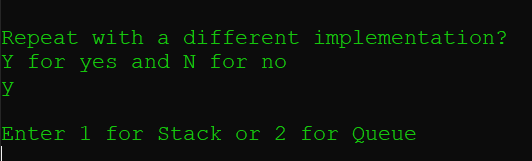 Repeat with a different implementation?
Y for yes and N for no
y
Enter 1 for Stack or 2 for Queue